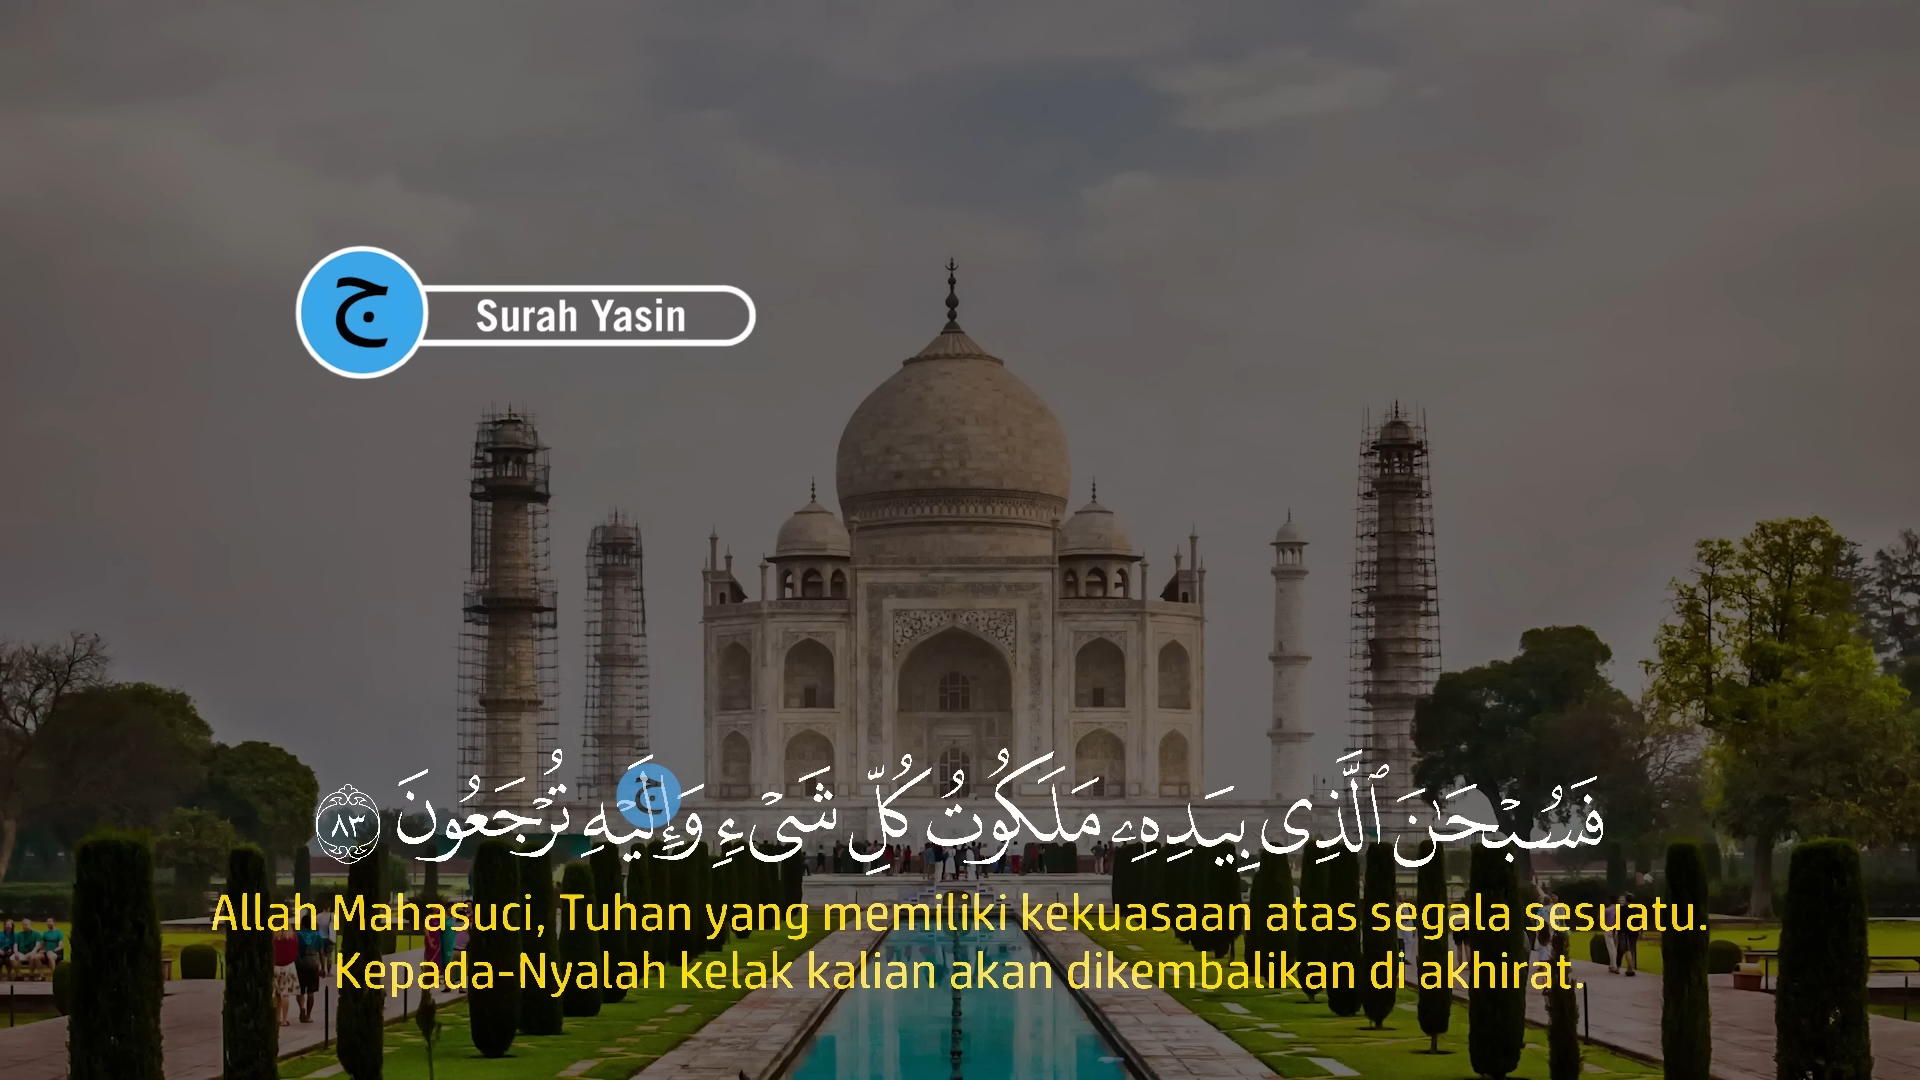 ج
Surah Yasin
ج
فَسُبْحَٰنَ ٱلَّذِى بِيَدِهِۦ مَلَكُوتُ كُلِّ شَىْءٍ وَإِلَيْهِ تُرْجَعُونَ ٨٣
Allah Mahasuci, Tuhan yang memiliki kekuasaan atas segala sesuatu.
Kepada-Nyalah kelak kalian akan dikembalikan di akhirat.